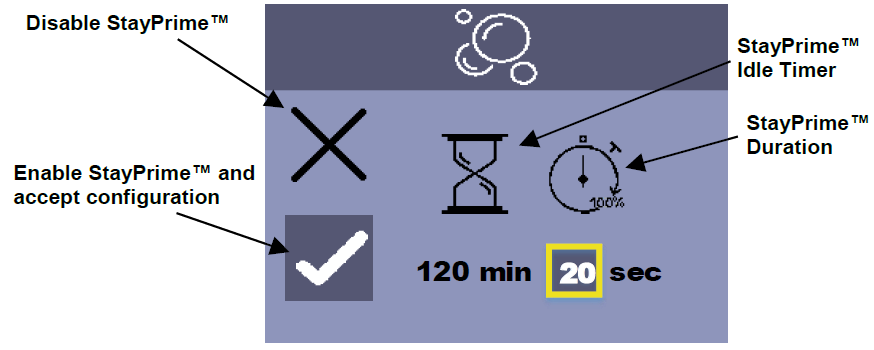 Disable StayPrime™
StayPrime™
Idle Timer
StayPrime™
Duration
Enable StayPrime™ and
accept configuration
100%
120 min 20 sec